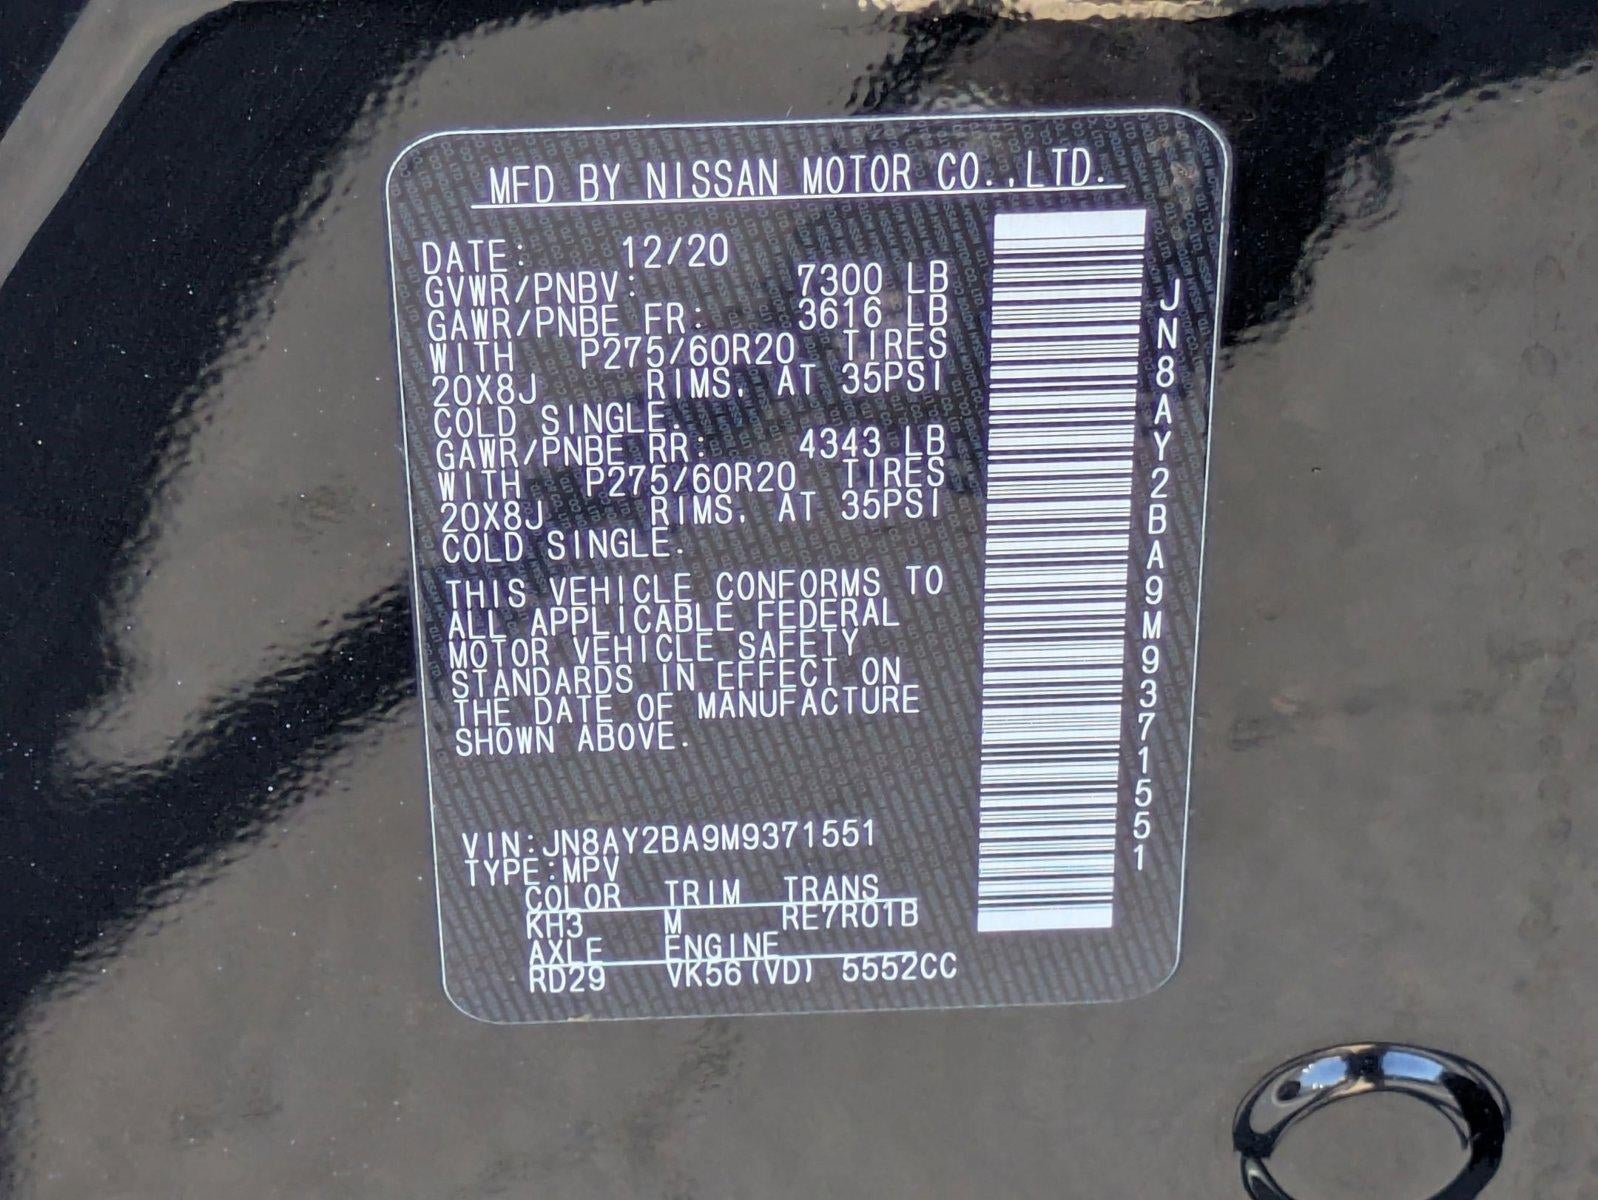 MFD BY NISSAN MOTOR CO.,LTD.
DATE: 12/20
GVWR/PNBV: 7300 LB
GAWR/PNBE FR: 3616 LB
WITH P275/60R20 TIRES
20X8J RIMS, AT 35PSI
COLD SINGLE.
GAWR/PNBE RR: 4343 LB
WITH P275/60R20 TIRES
20X8J RIMS, AT 35PSI
COLD SINGLE.
THIS VEHICLE CONFORMS TO
ALL APPLICABLE FEDERAL
MOTOR VEHICLE SAFETY
STANDARDS IN EFFECT ON
THE DATE OF MANUFACTURE
SHOWN ABOVE.
VIN:JN8AY2BA9M9371551
TYPE:MPV
COLOR TRIM TRANS
KH3 M RE7R01B
AXLE ENGINE
RD29 VK56(VD) 5552CC
JN8AY2BA9M9371551